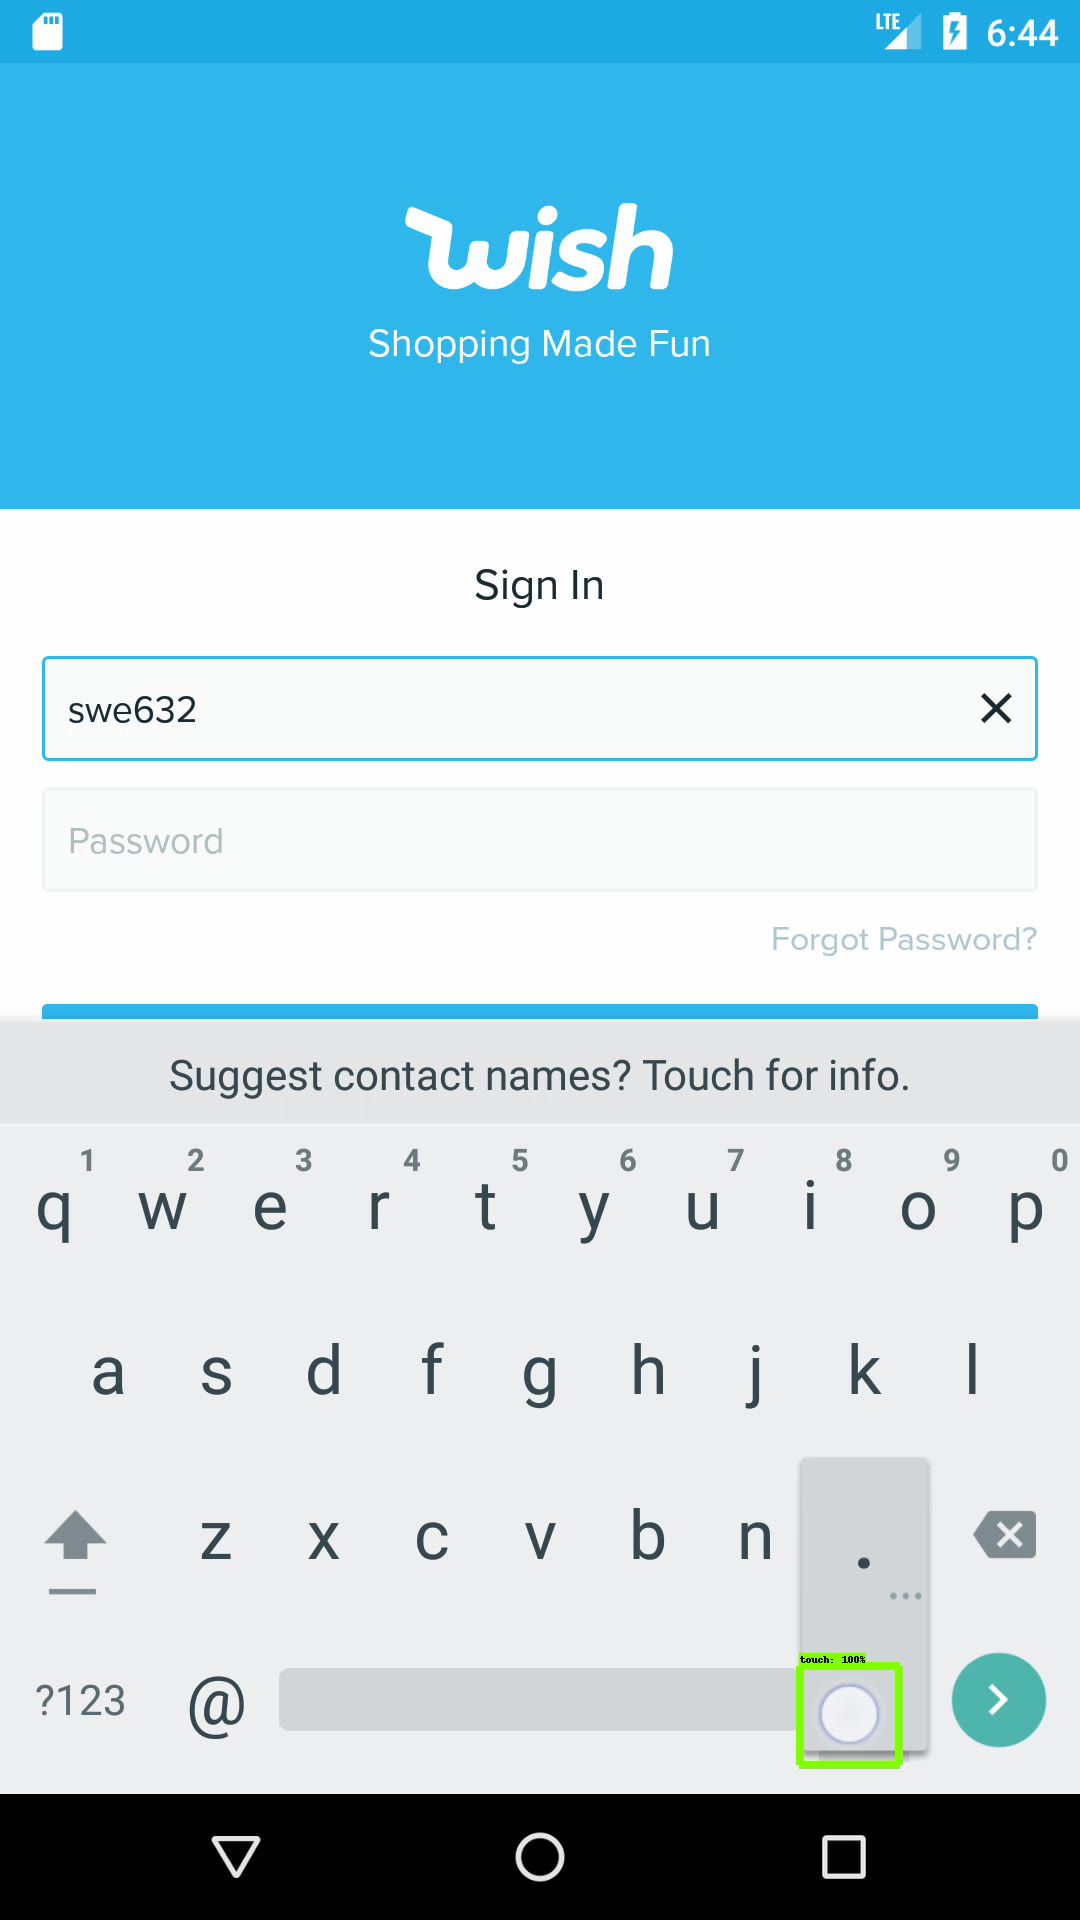 LTE 6:44
wish
Shopping Made Fun
Sign In
swe632
Password
Forgot Password?
Suggest contact names? Touch for info.
1 2 3 4 5 6 7 8 9 0
q w e r t y u i o p
a s d f g h j k l
z x c v b n .
...
touch: 100%
?123 @